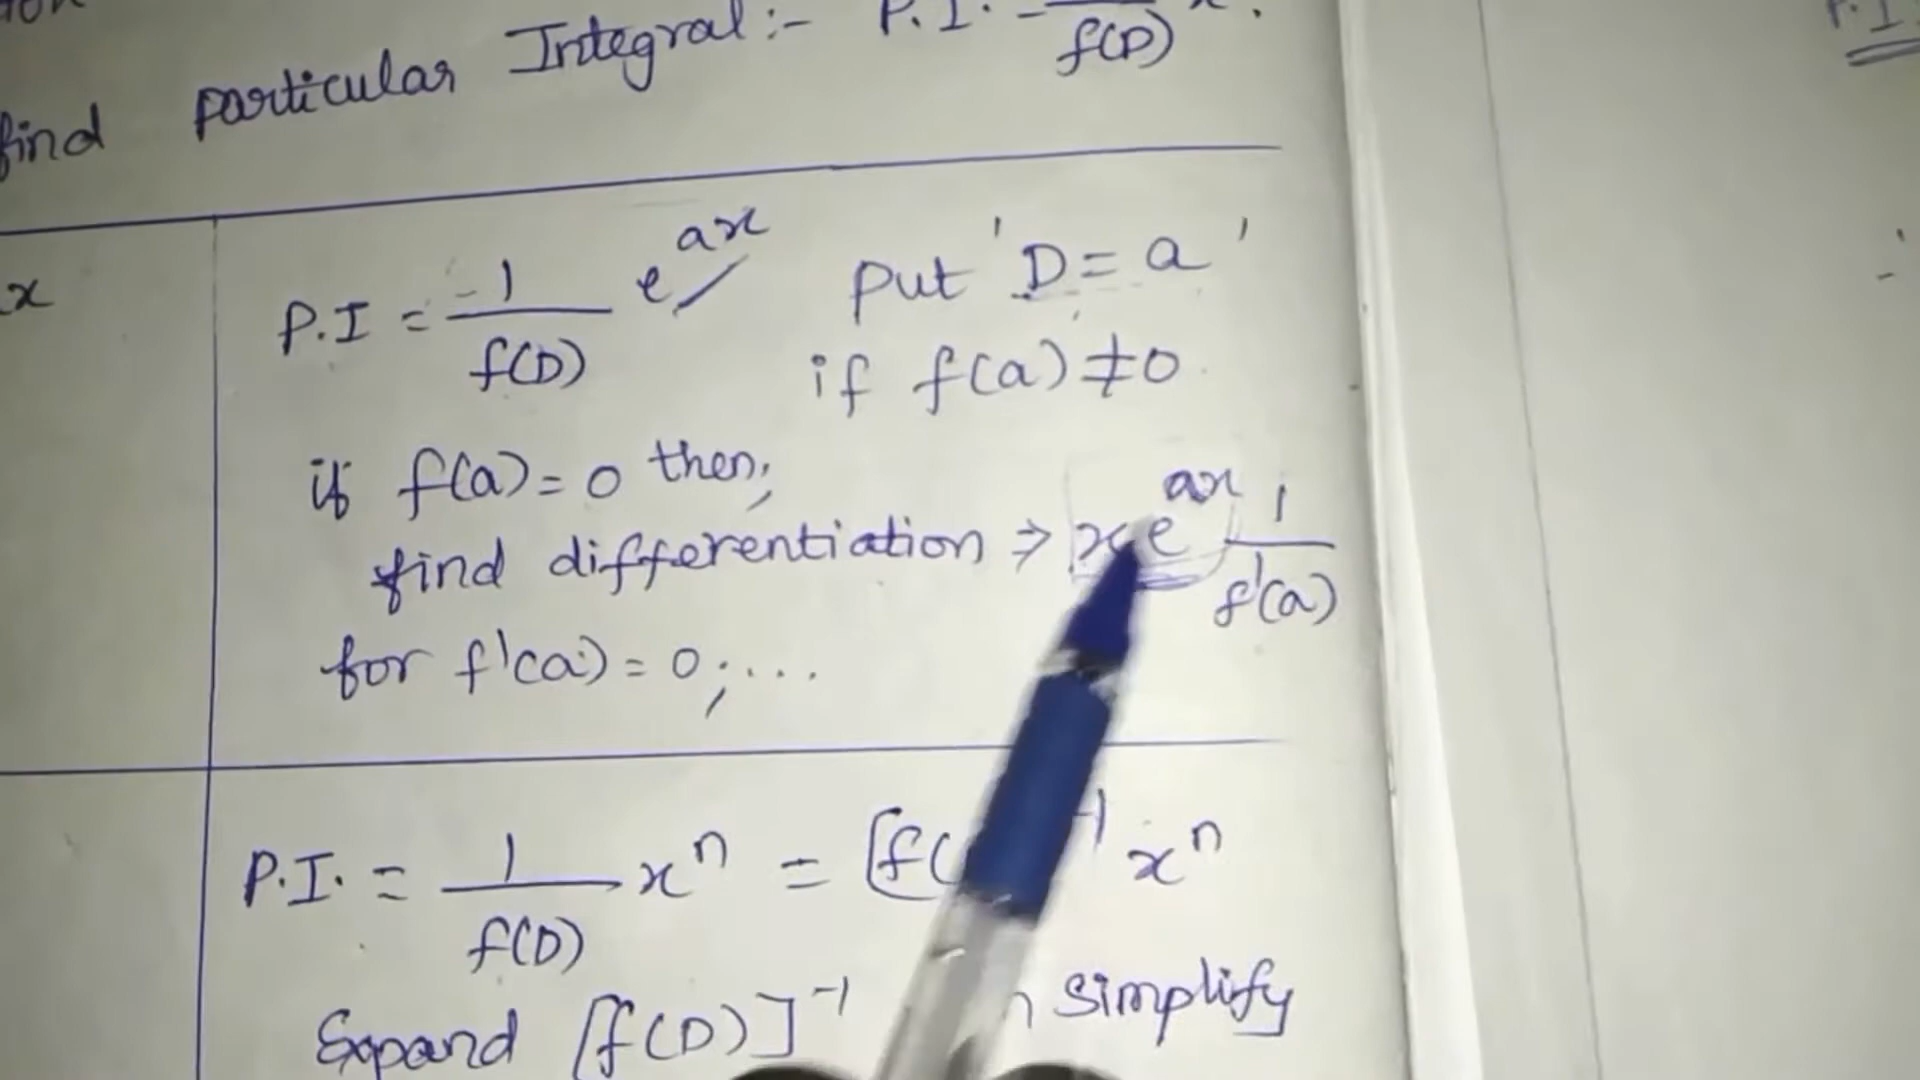 find particular Integral:- P.I. = 1/f(D) x.
x
P.I = 1/f(D) e^ax Put 'D = a'
if f(a) ≠ 0
if f(a) = 0 then,
find differentiation ⇒ x e^ax 1/f'(a)
for f'(a) = 0; ...
P.I. = 1/f(D) x^n = [f( ^-1 x^n
Expand [f(D)]^-1 simplify
P.I.